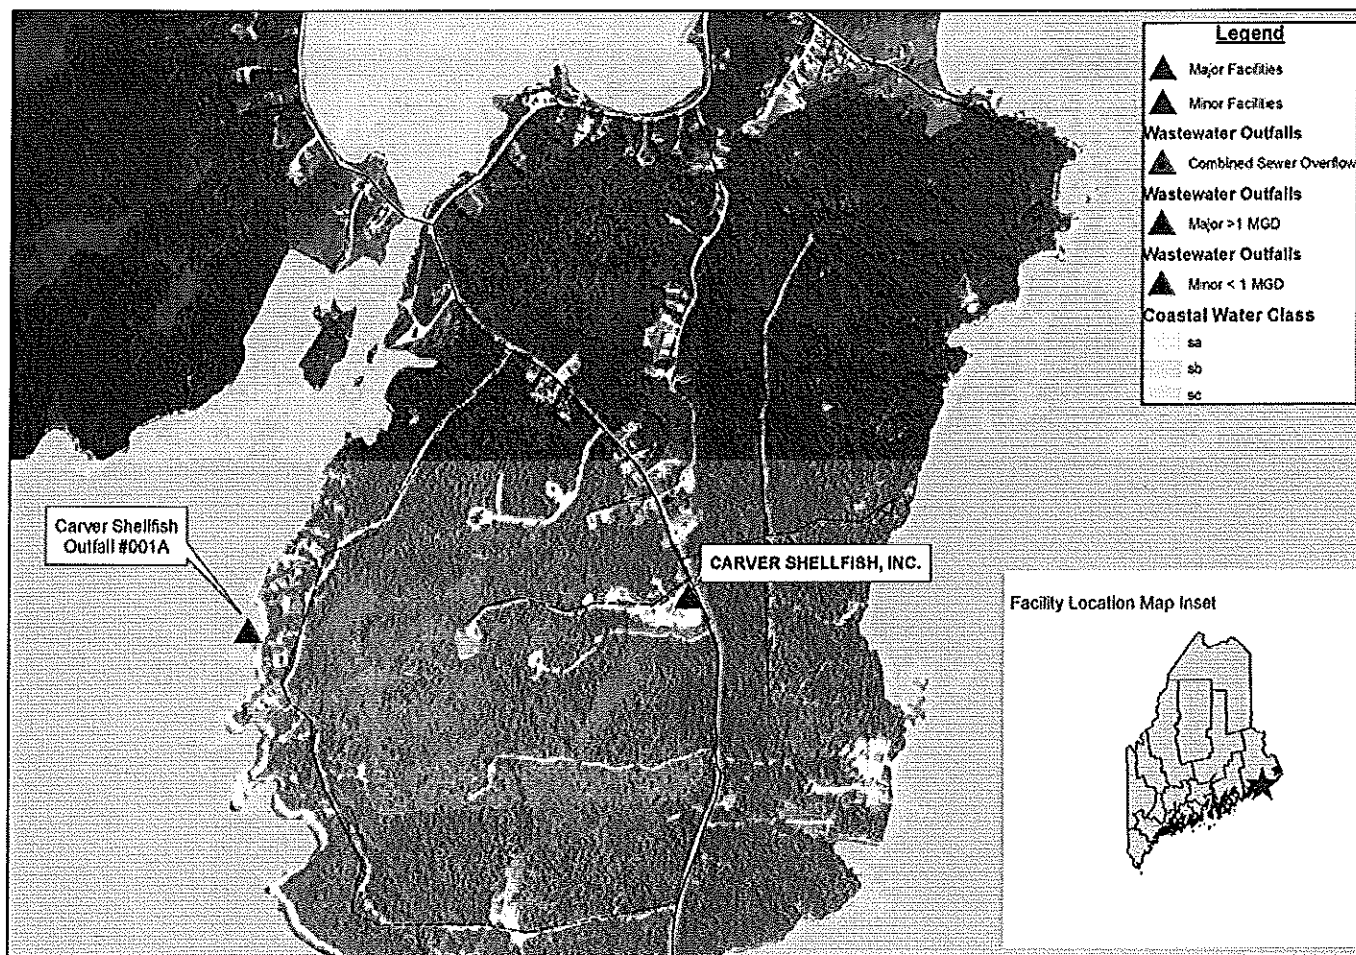 Legend
Major Facilities
Minor Facilities
Wastewater Outfalls
Combined Sewer Overflow
Wastewater Outfalls
Major >1 MGD
Wastewater Outfalls
Minor < 1 MGD
Coastal Water Class
sa
sb
sc
Carver Shellfish
Outfall #001A
CARVER SHELLFISH, INC.
Facility Location Map Inset